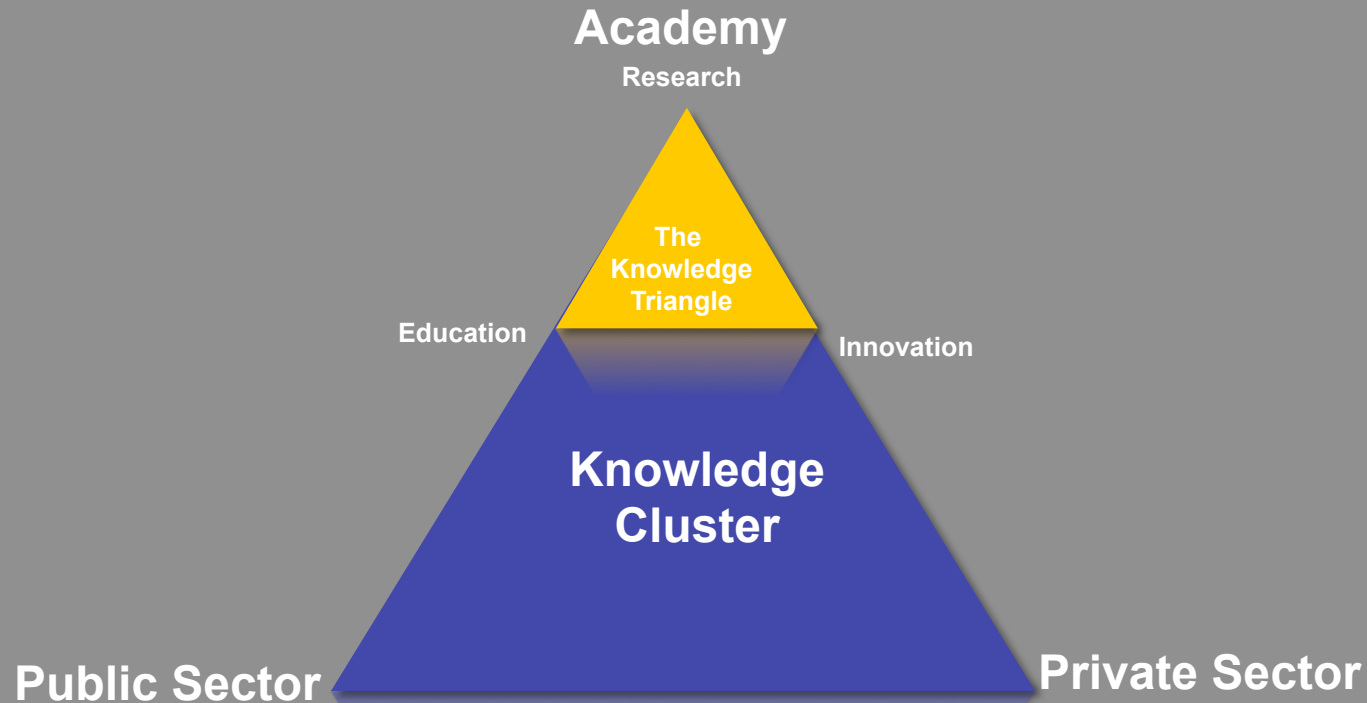 Academy
Research
The
Knowledge
Triangle
Education
Innovation
Knowledge
Cluster
Public Sector
Private Sector